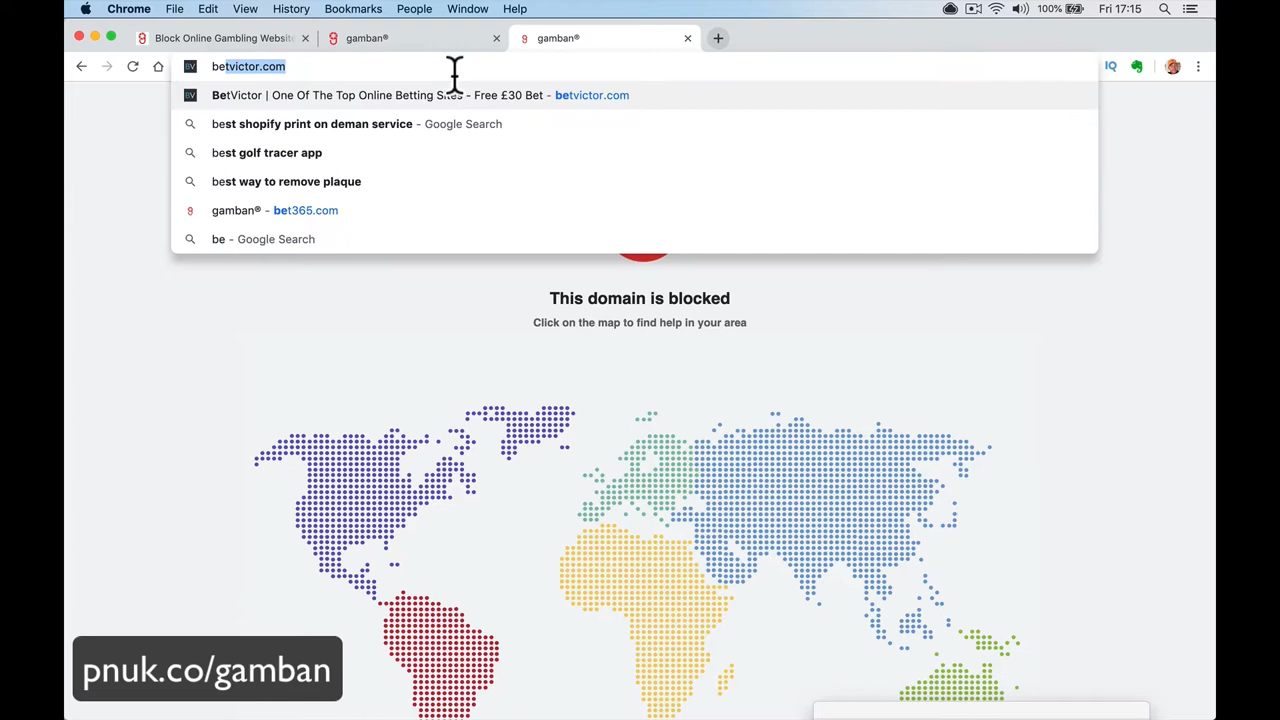 Chrome File Edit View History Bookmarks People Window Help 100% Fri 17:15
Block Online Gambling Website
gamban®
gamban®
betvictor.com
IQ
BV BetVictor | One Of The Top Online Betting Sites - Free £30 Bet - betvictor.com
best shopify print on deman service - Google Search
best golf tracer app
best way to remove plaque
gamban® - bet365.com
be - Google Search
This domain is blocked
Click on the map to find help in your area
pnuk.co/gamban